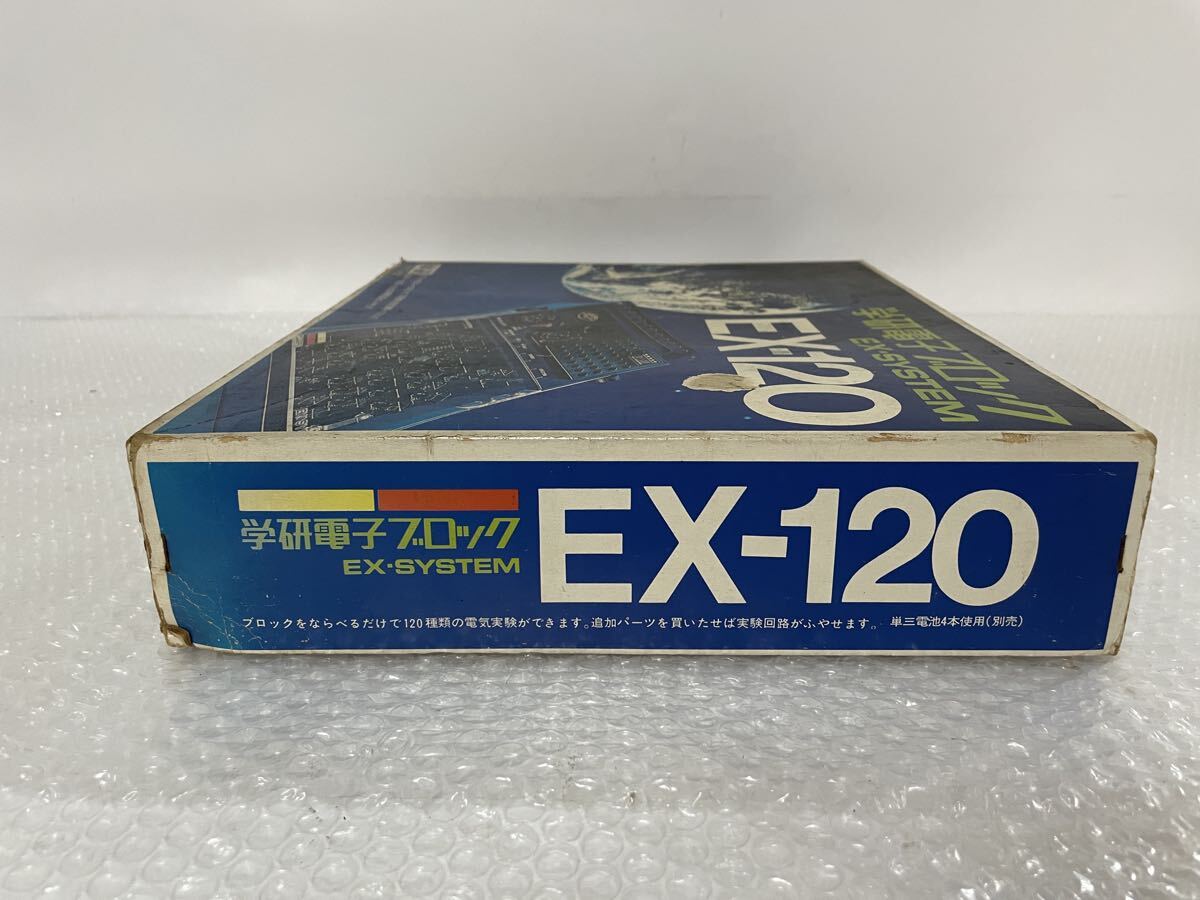 学研電子ブロック
EX·SYSTEM
EX-120
学研電子ブロック
EX·SYSTEM
EX-120
ブロックをならべるだけで120種類の電気実験ができます。追加パーツを買いたせば実験回路がふやせます。 単三電池4本使用(別売)